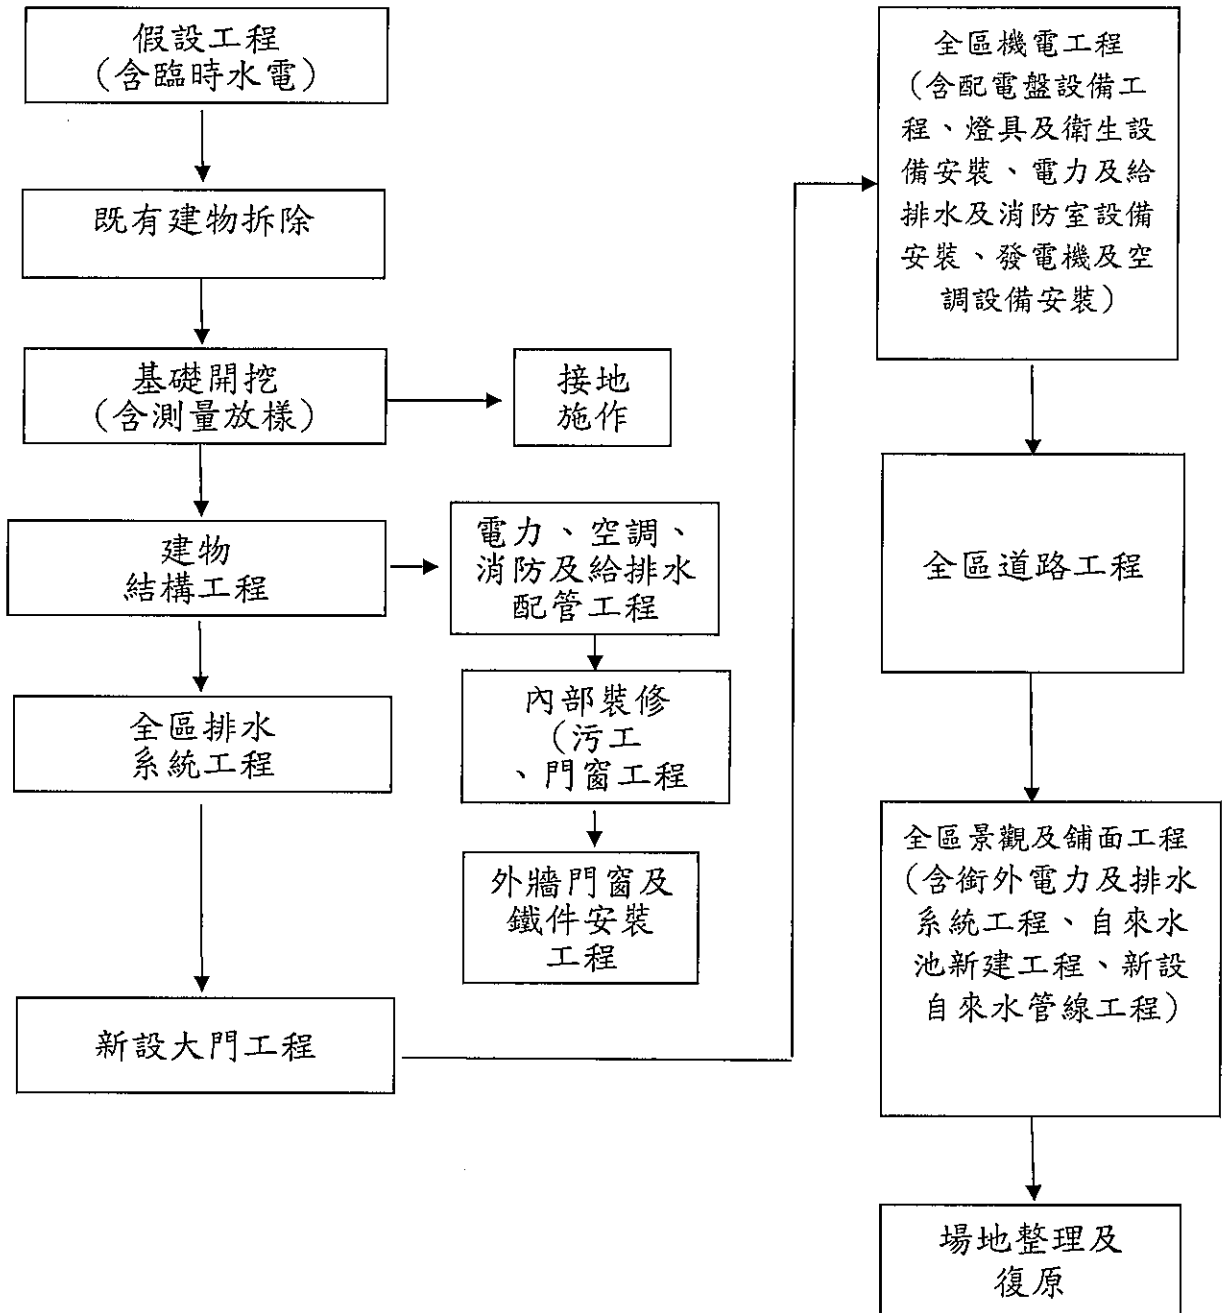 假設工程
(含臨時水電)
既有建物拆除
基礎開挖
(含測量放樣)
接地
施作
建物
結構工程
電力、空調、
消防及給排水
配管工程
內部裝修
(污工
、門窗工程
外牆門窗及
鐵件安裝
工程
全區排水
系統工程
新設大門工程
全區機電工程
(含配電盤設備工
程、燈具及衛生設
備安裝、電力及給
排水及消防室設備
安裝、發電機及空
調設備安裝)
全區道路工程
全區景觀及舖面工程
(含銜外電力及排水
系統工程、自來水
池新建工程、新設
自來水管線工程)
場地整理及
復原